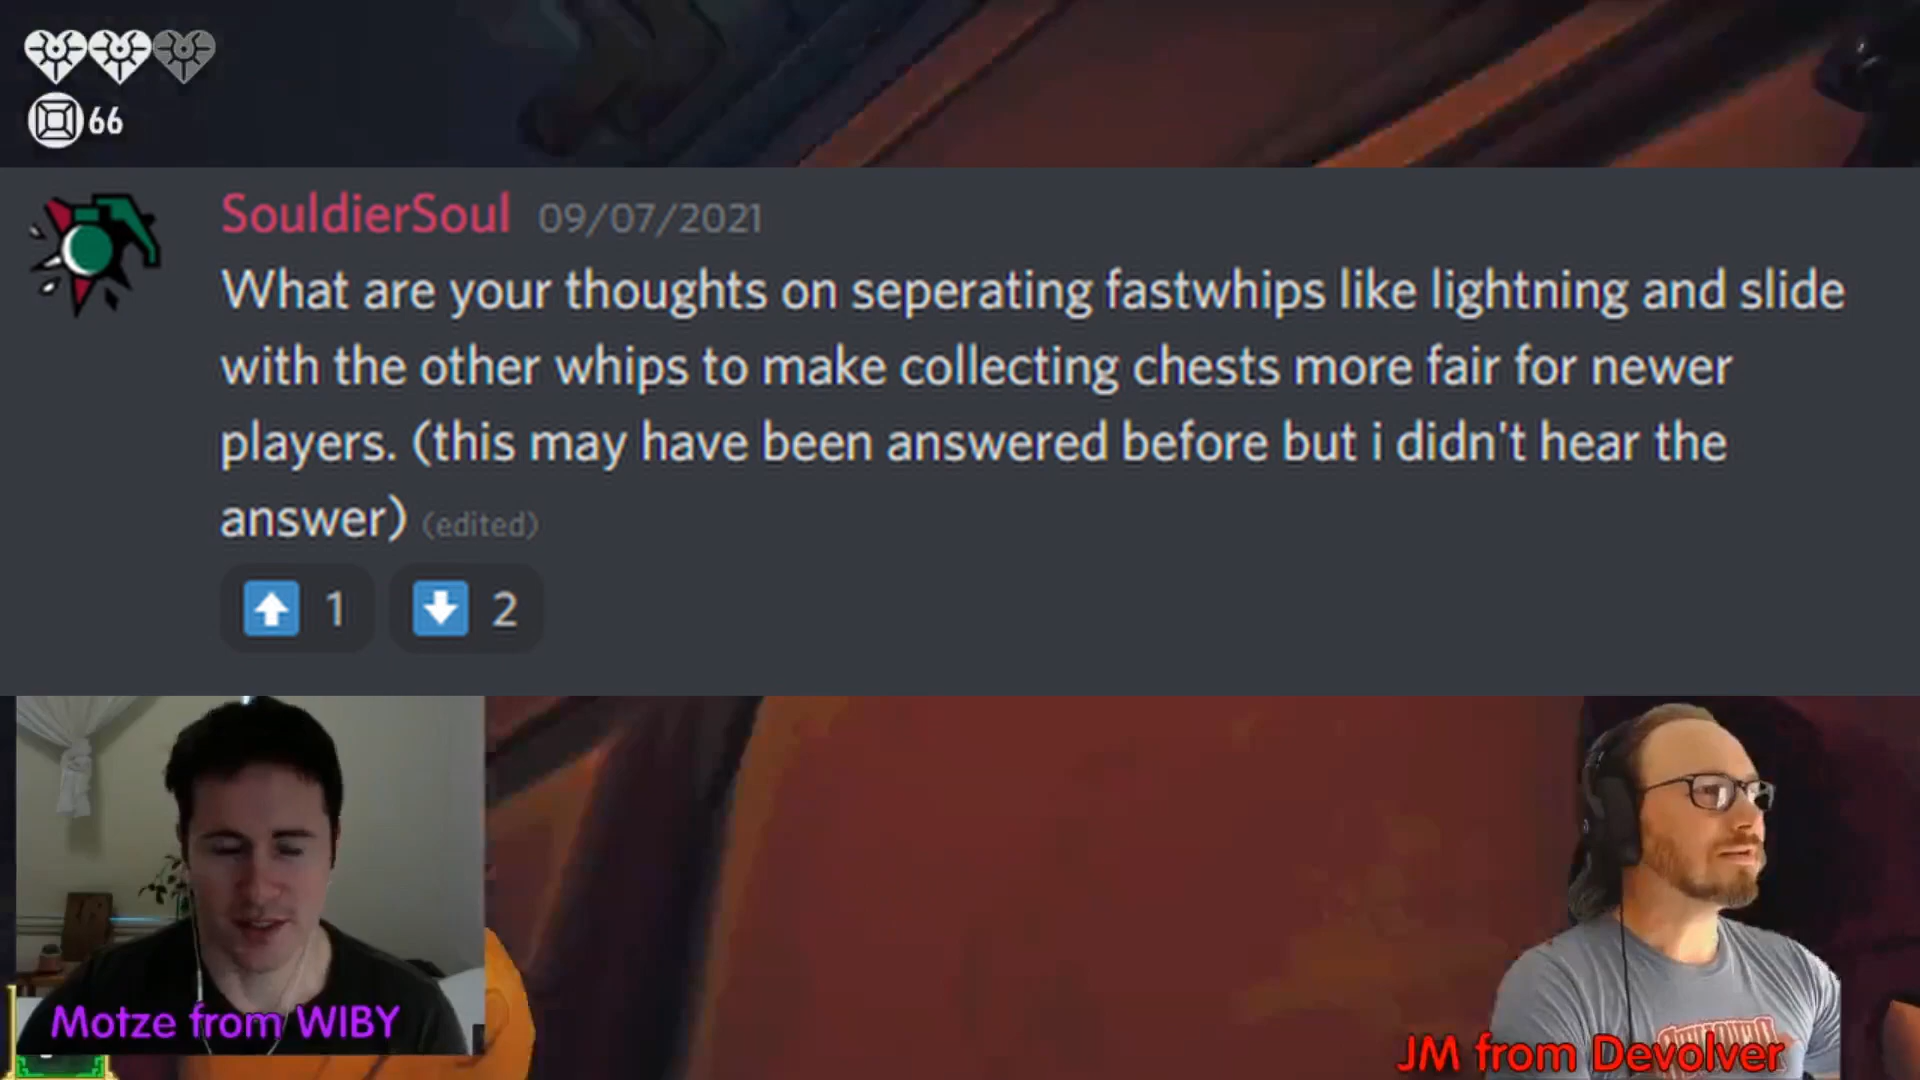 66
SouldierSoul 09/07/2021
What are your thoughts on seperating fastwhips like lightning and slide
with the other whips to make collecting chests more fair for newer
players. (this may have been answered before but i didn't hear the
answer) (edited)
1 2
Motze from WIBY
JM from Devolver